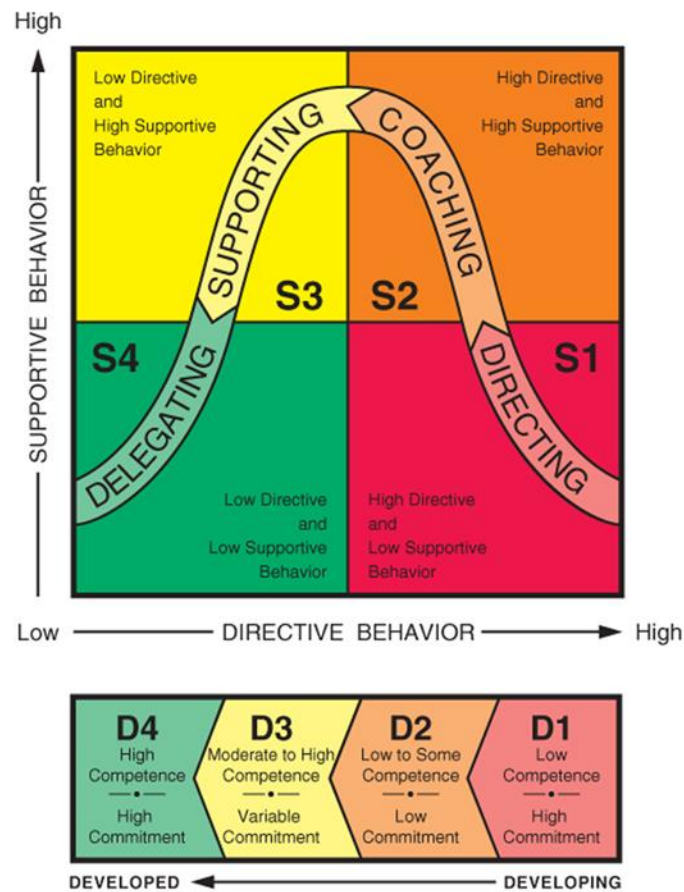 High
SUPPORTIVE BEHAVIOR
Low Directive
and
High Supportive
Behavior
High Directive
and
High Supportive
Behavior
SUPPORTING
COACHING
S3
S2
S4
S1
DELEGATING
DIRECTING
Low Directive
and
Low Supportive
Behavior
High Directive
and
Low Supportive
Behavior
Low
DIRECTIVE BEHAVIOR
High
D4
High
Competence
High
Commitment
D3
Moderate to High
Competence
Variable
Commitment
D2
Low to Some
Competence
Low
Commitment
D1
Low
Competence
High
Commitment
DEVELOPED
DEVELOPING